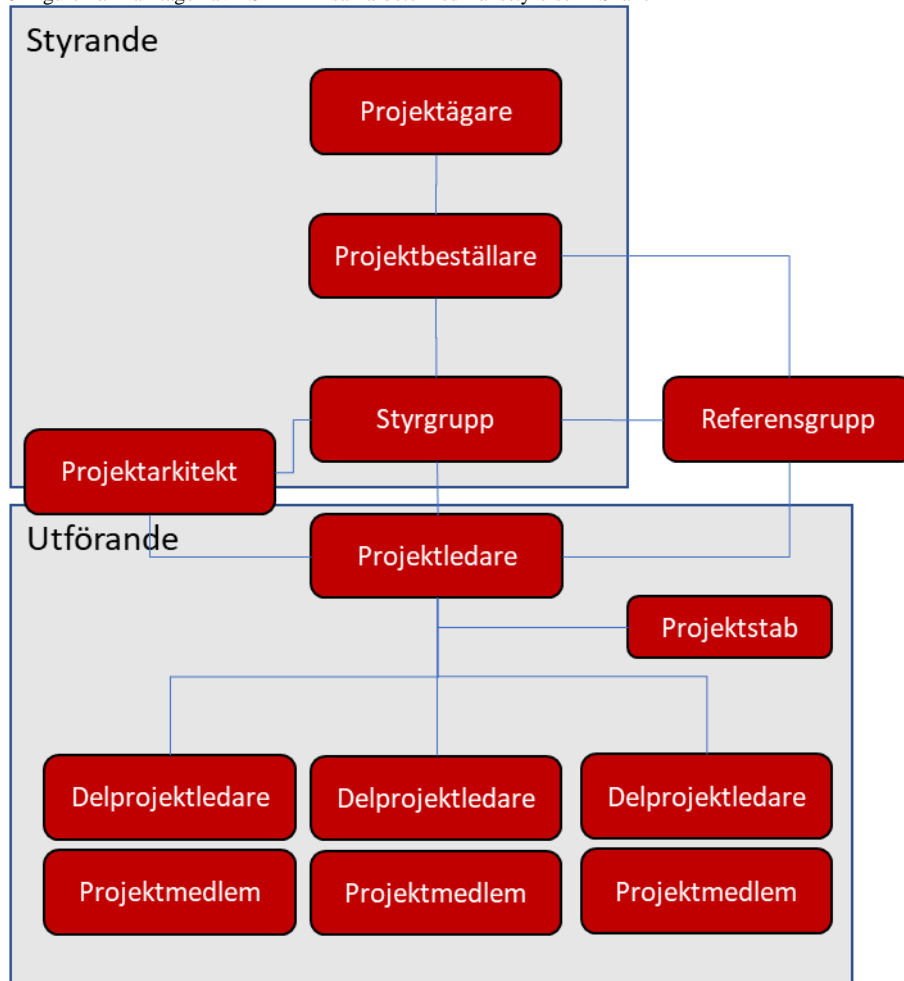 Styrande
Projektägare
Projektbeställare
Styrgrupp
Referensgrupp
Projektarkitekt
Utförande
Projektledare
Projektstab
Delprojektledare
Delprojektledare
Delprojektledare
Projektmedlem
Projektmedlem
Projektmedlem